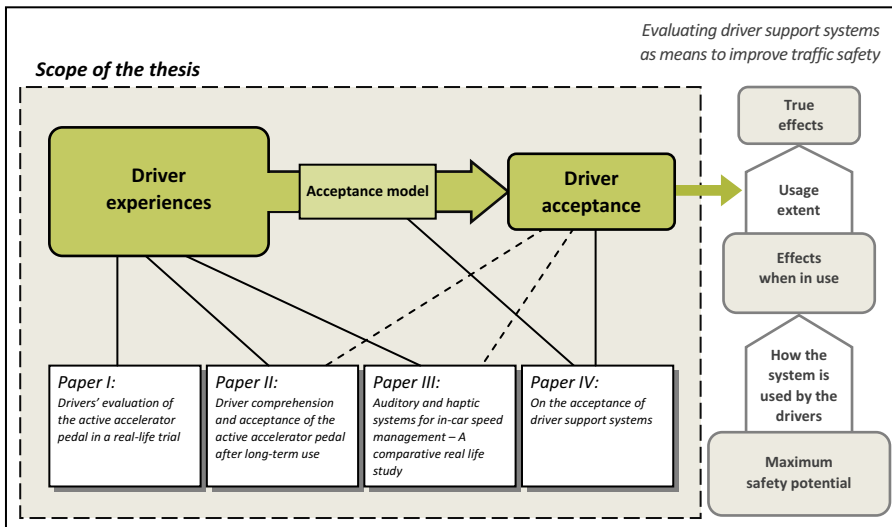 Evaluating driver support systems
as means to improve traffic safety
Scope of the thesis
Driver
experiences
Acceptance model
Driver
acceptance
Paper I:
Drivers’ evaluation of
the active accelerator
pedal in a real-life trial
Paper II:
Driver comprehension
and acceptance of the
active accelerator pedal
after long-term use
Paper III:
Auditory and haptic
systems for in-car speed
management – A
comparative real life
study
Paper IV:
On the acceptance of
driver support systems
True
effects
Usage
extent
Effects
when in use
How the
system is
used by the
drivers
Maximum
safety potential